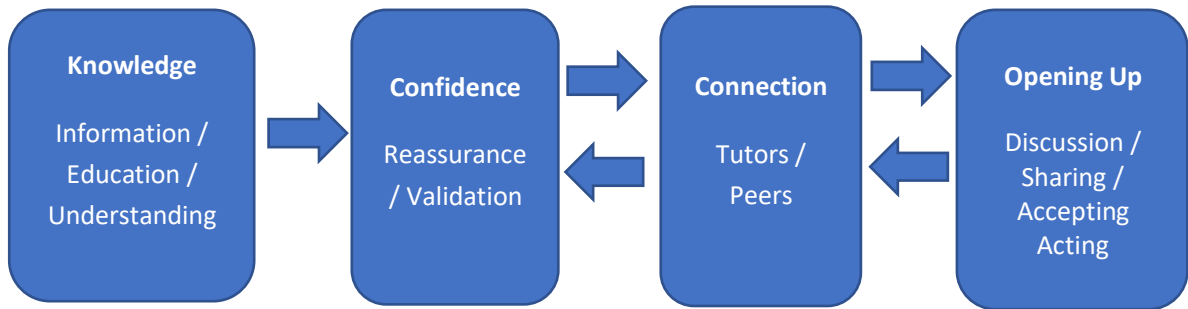 Knowledge
Information /
Education /
Understanding
Confidence
Reassurance
/ Validation
Connection
Tutors /
Peers
Opening Up
Discussion /
Sharing /
Accepting
Acting